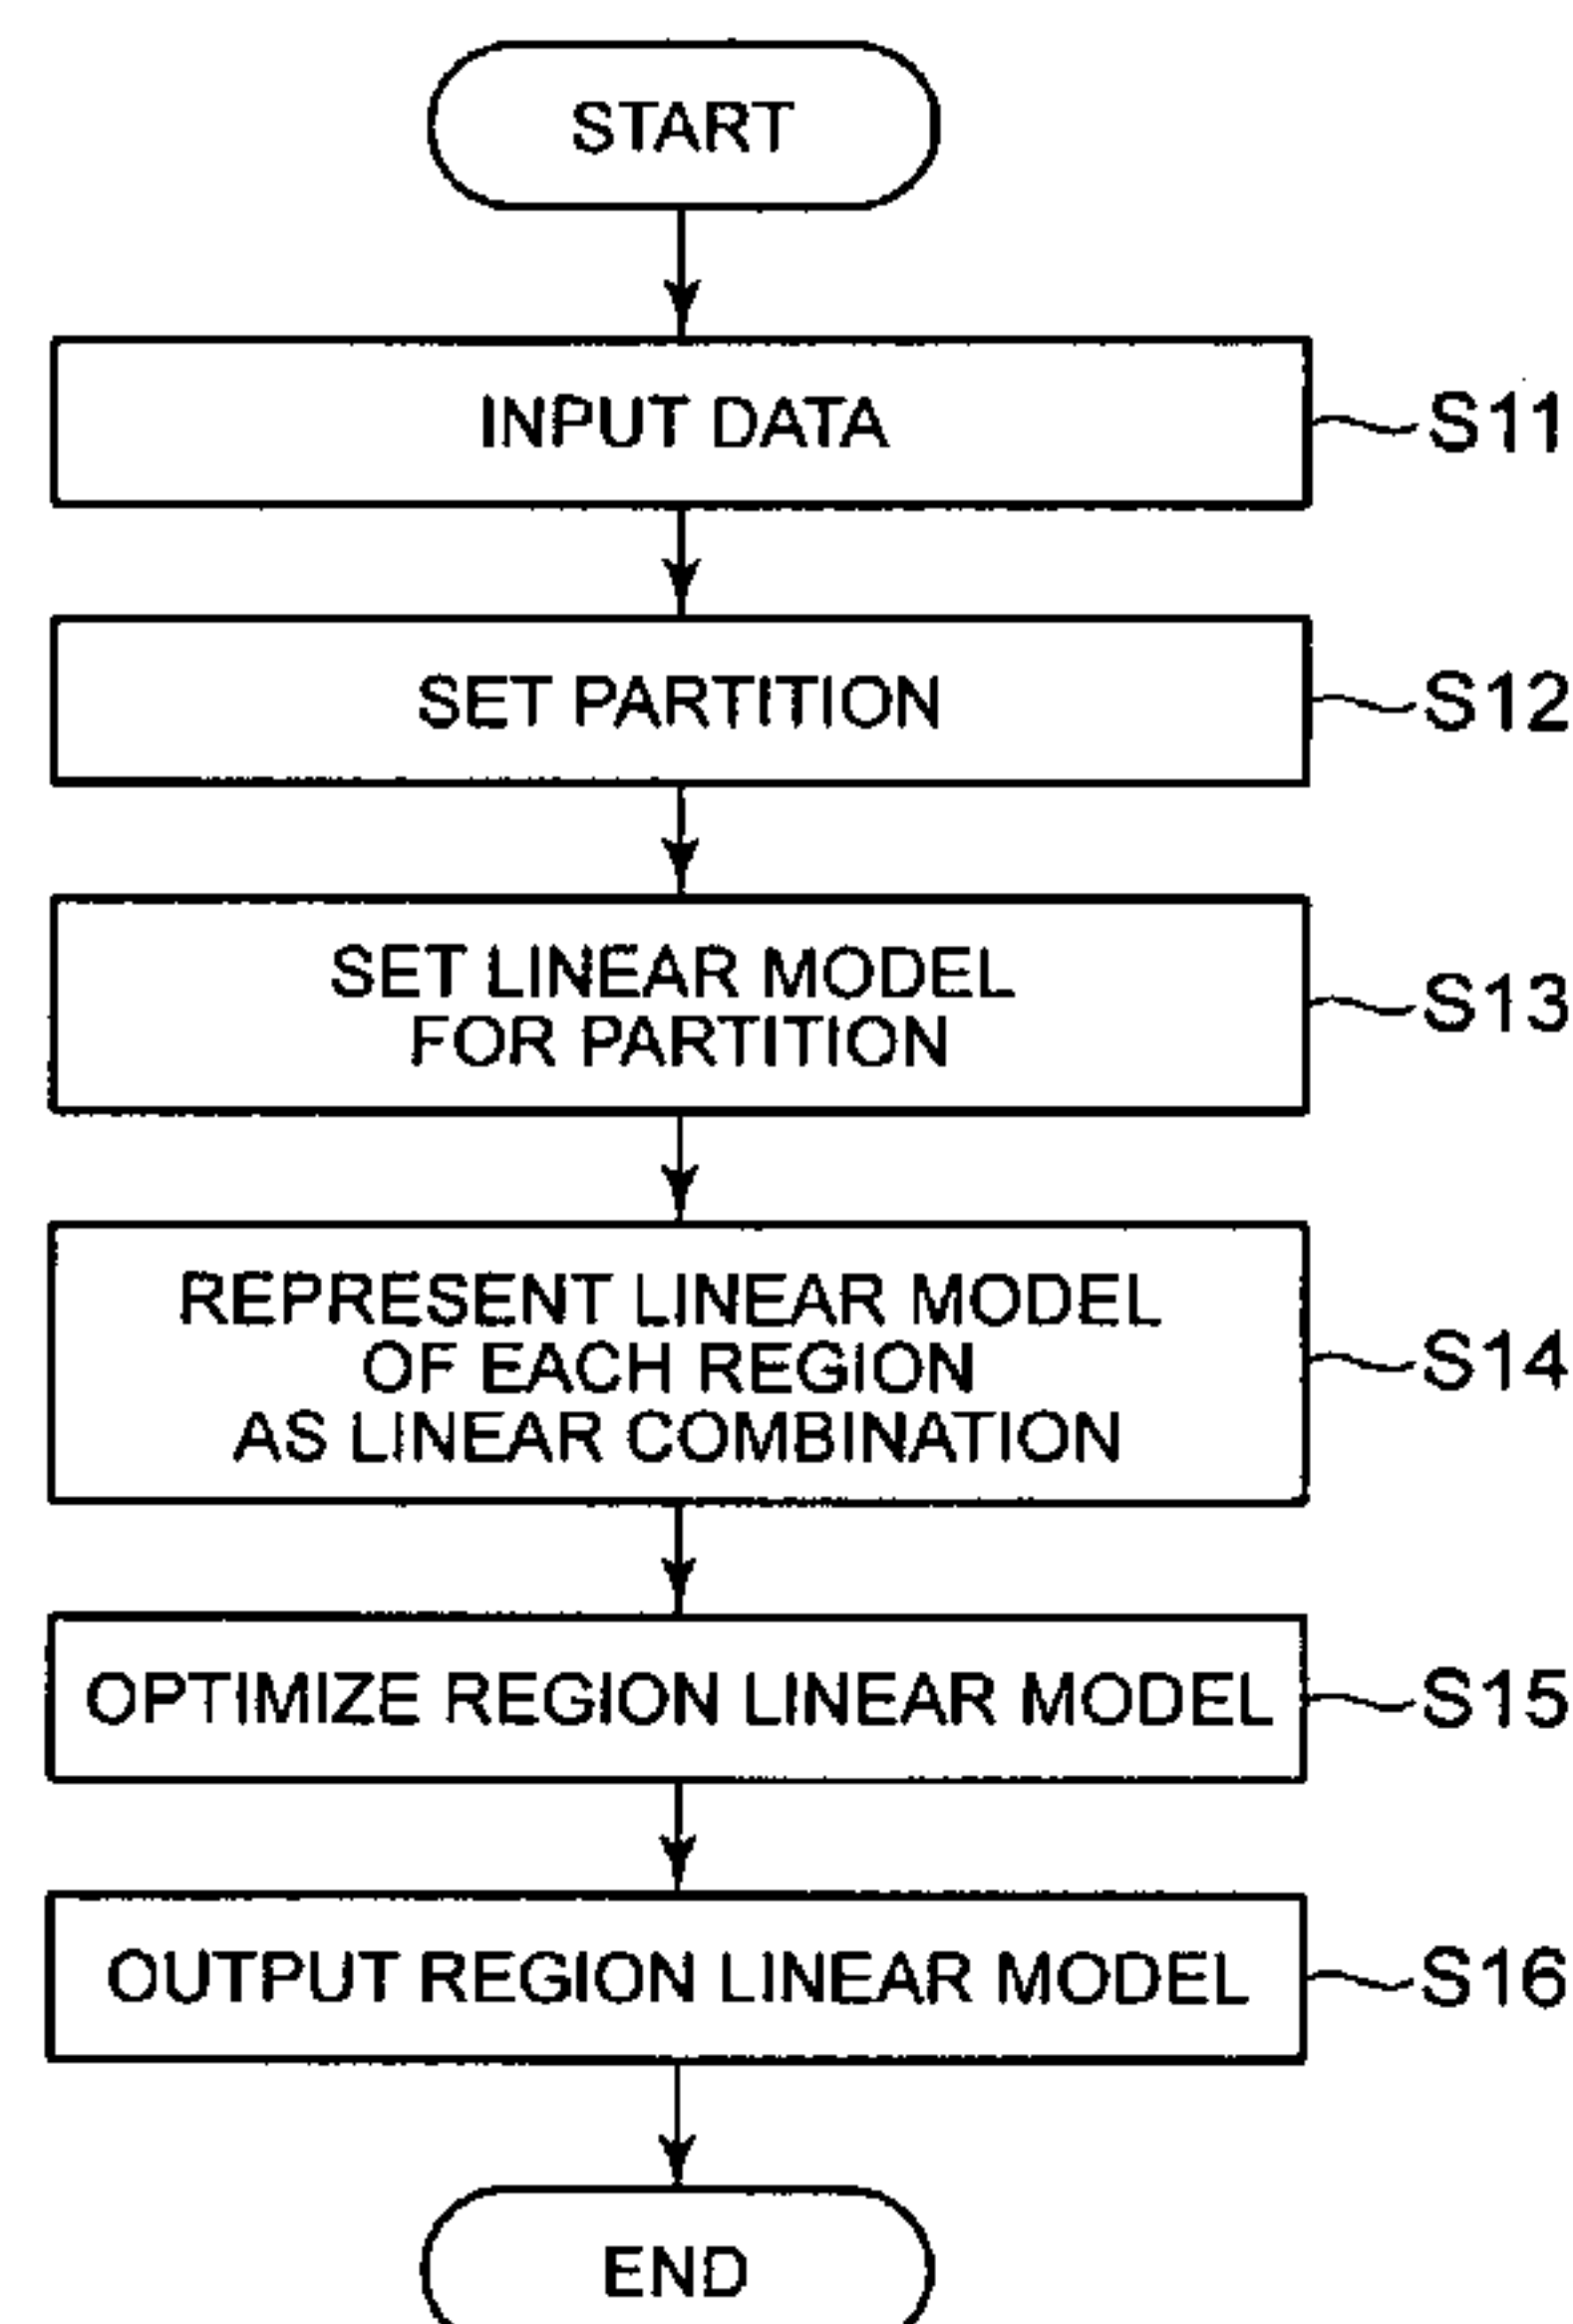 START
INPUT DATA
S11
SET PARTITION
S12
SET LINEAR MODEL
FOR PARTITION
S13
REPRESENT LINEAR MODEL
OF EACH REGION
AS LINEAR COMBINATION
S14
OPTIMIZE REGION LINEAR MODEL
S15
OUTPUT REGION LINEAR MODEL
S16
END